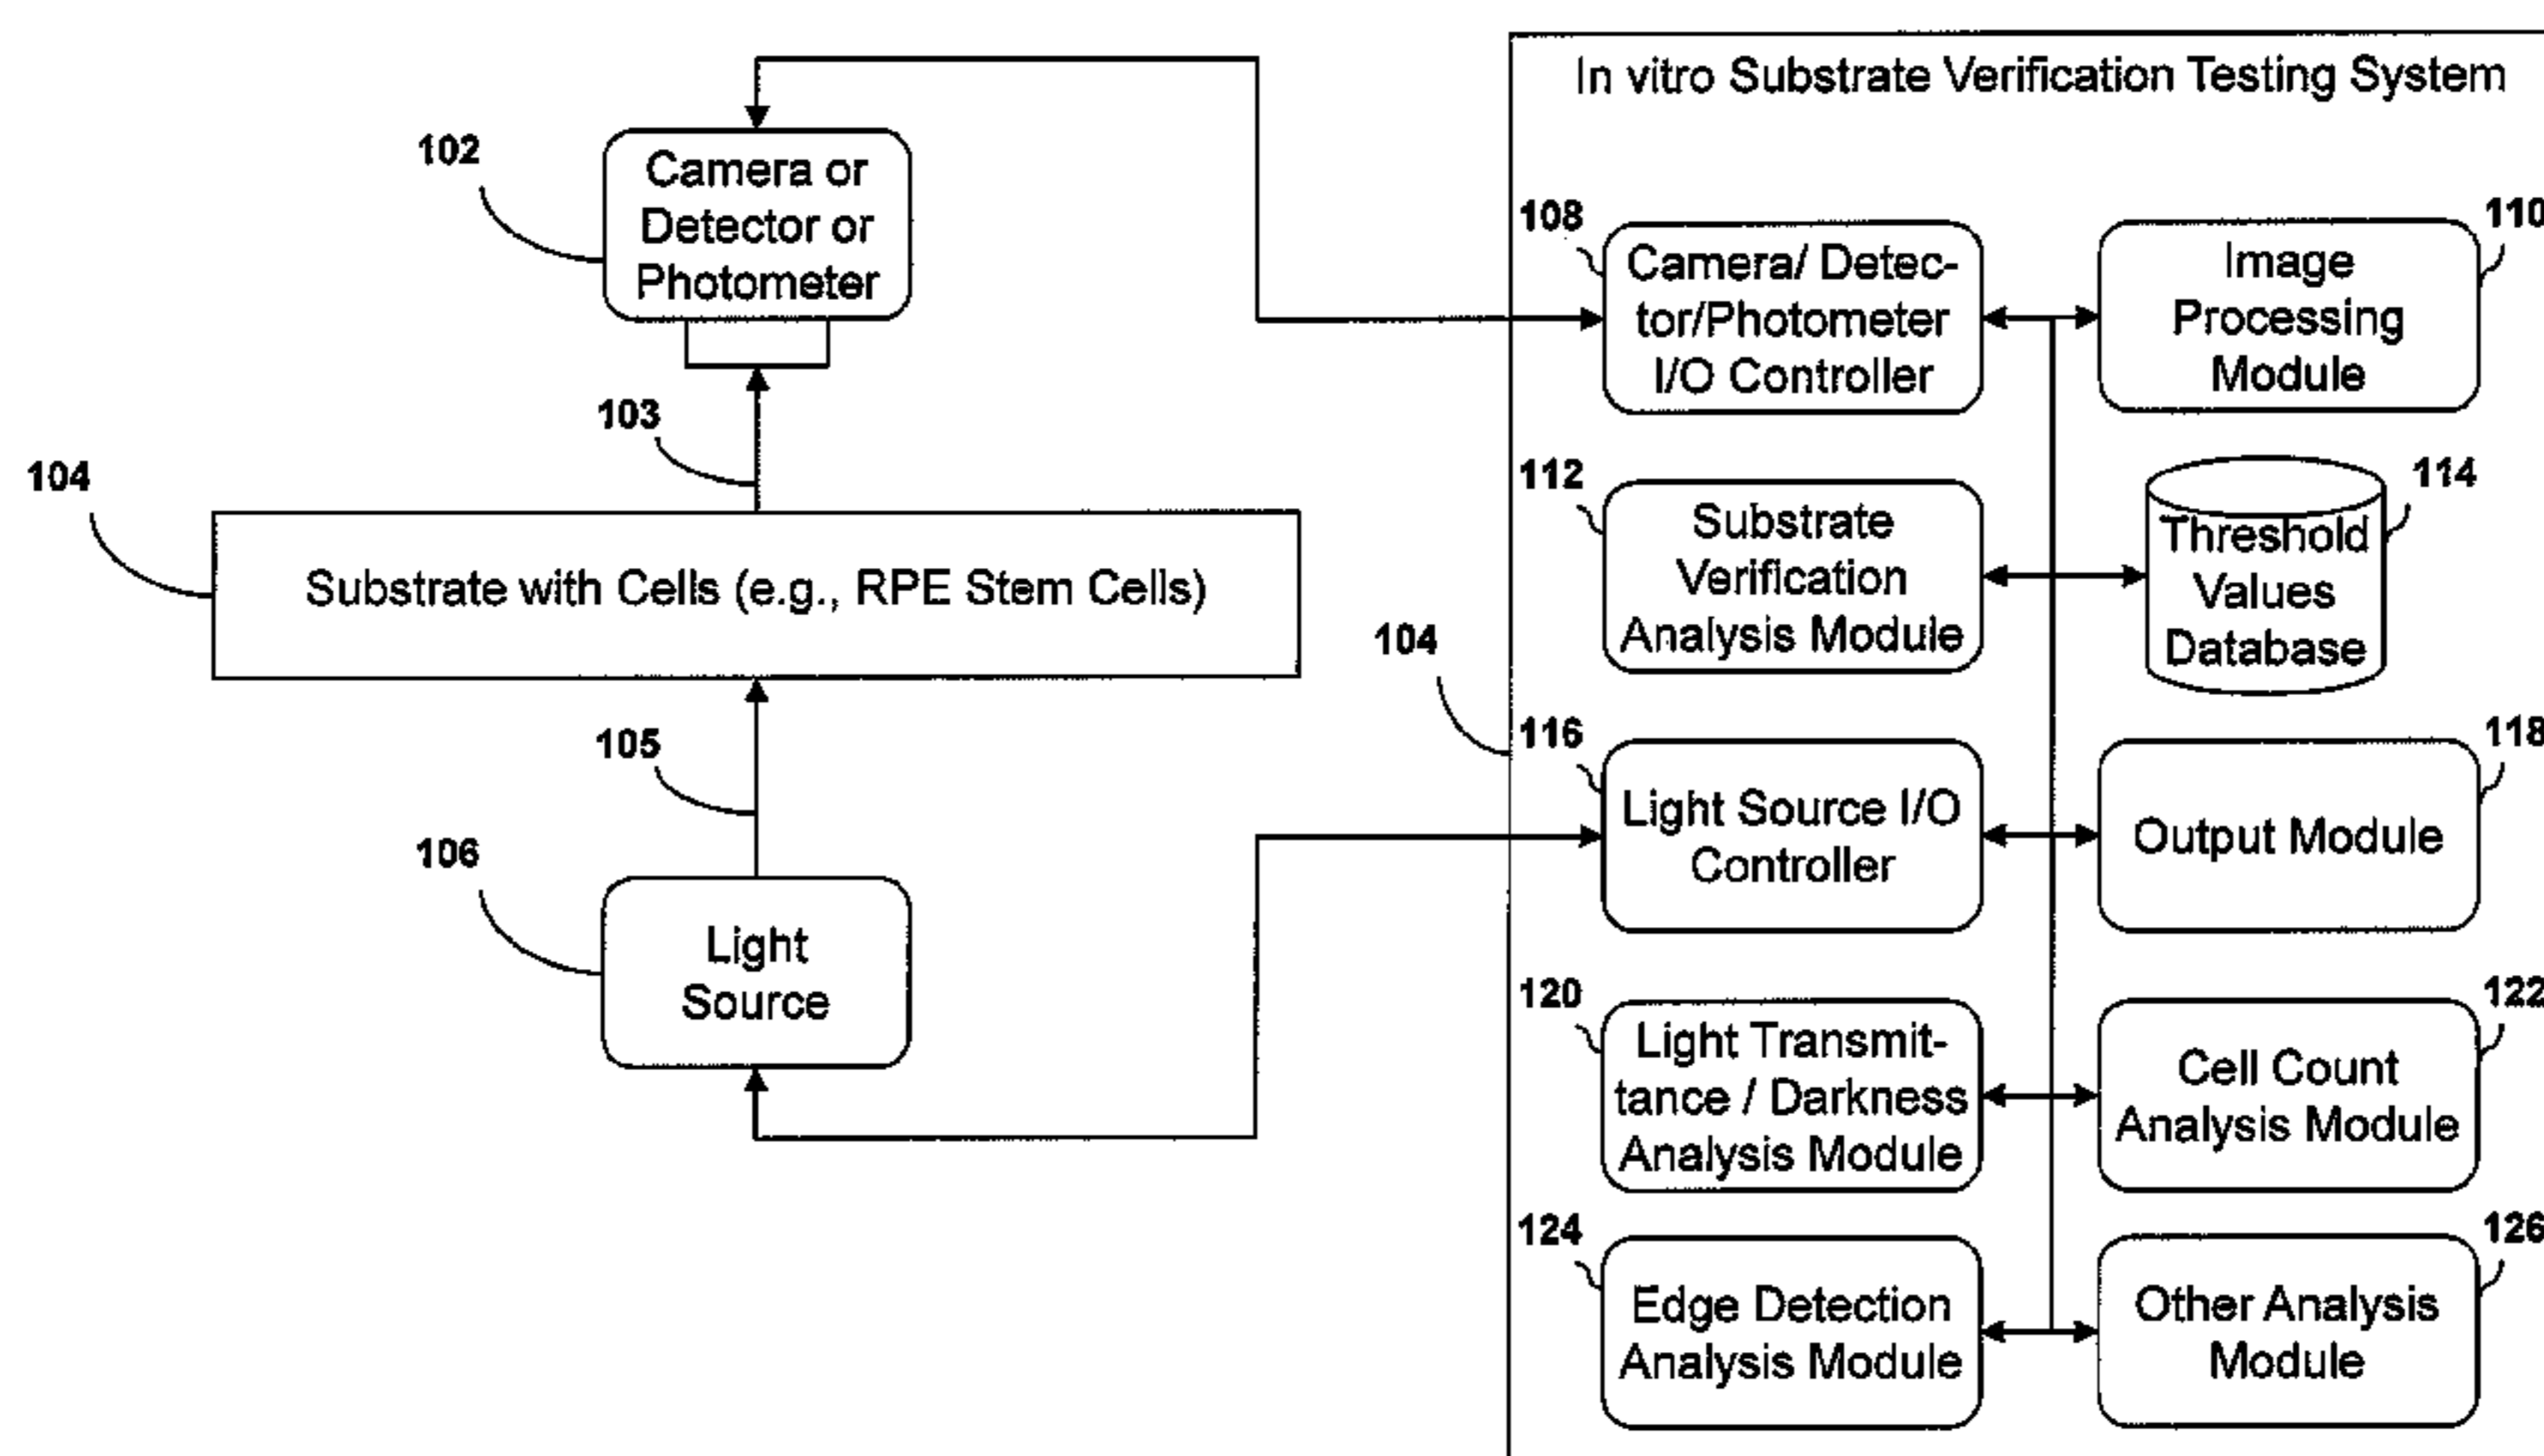 In vitro Substrate Verification Testing System
102
Camera or
Detector or
Photometer
103
104
Substrate with Cells (e.g., RPE Stem Cells)
105
106
Light
Source
104
108
Camera/ Detec-
tor/Photometer
I/O Controller
110
Image
Processing
Module
112
Substrate
Verification
Analysis Module
114
Threshold
Values
Database
116
Light Source I/O
Controller
118
Output Module
120
Light Transmit-
tance / Darkness
Analysis Module
122
Cell Count
Analysis Module
124
Edge Detection
Analysis Module
126
Other Analysis
Module